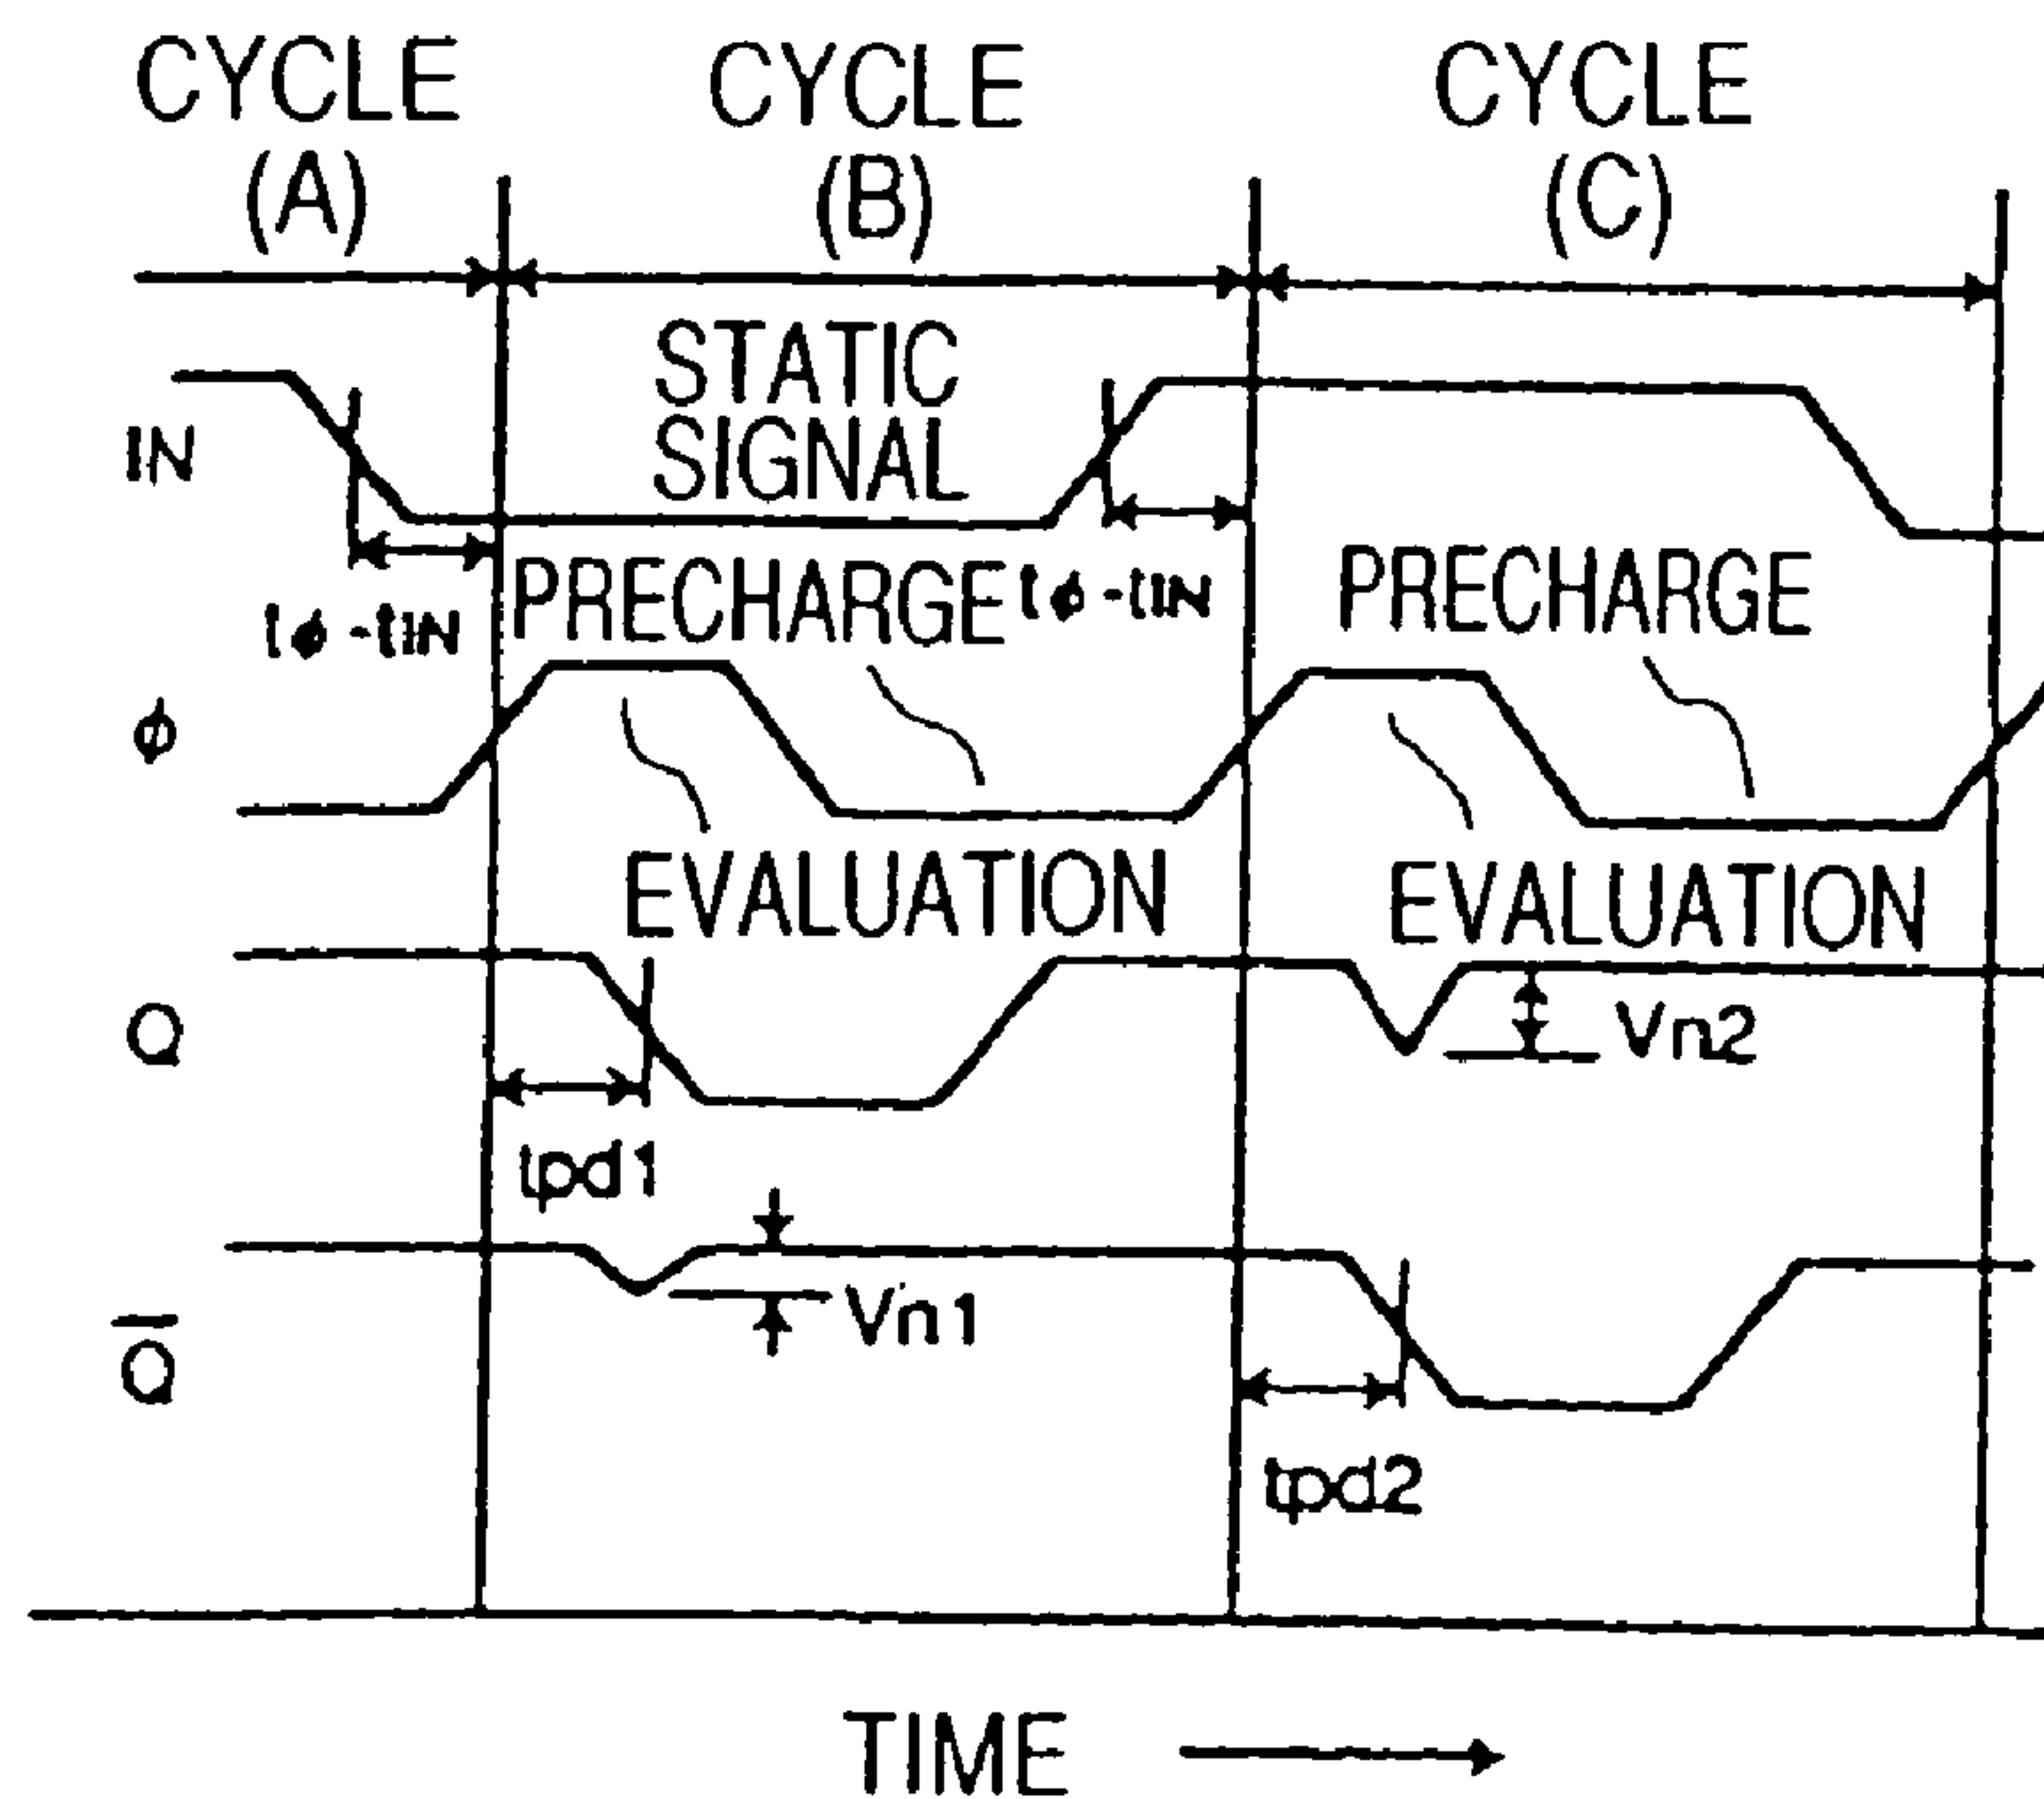 CYCLE CYCLE CYCLE
(A) (B) (C)
STATIC
SIGNAL
IN
PRECHARGE tϕ-tIN PRECHARGE
tϕ-tIN
ϕ
EVALUATION EVALUATION
Q Vn2
tpd1
Vn1
Q̅
tpd2
TIME